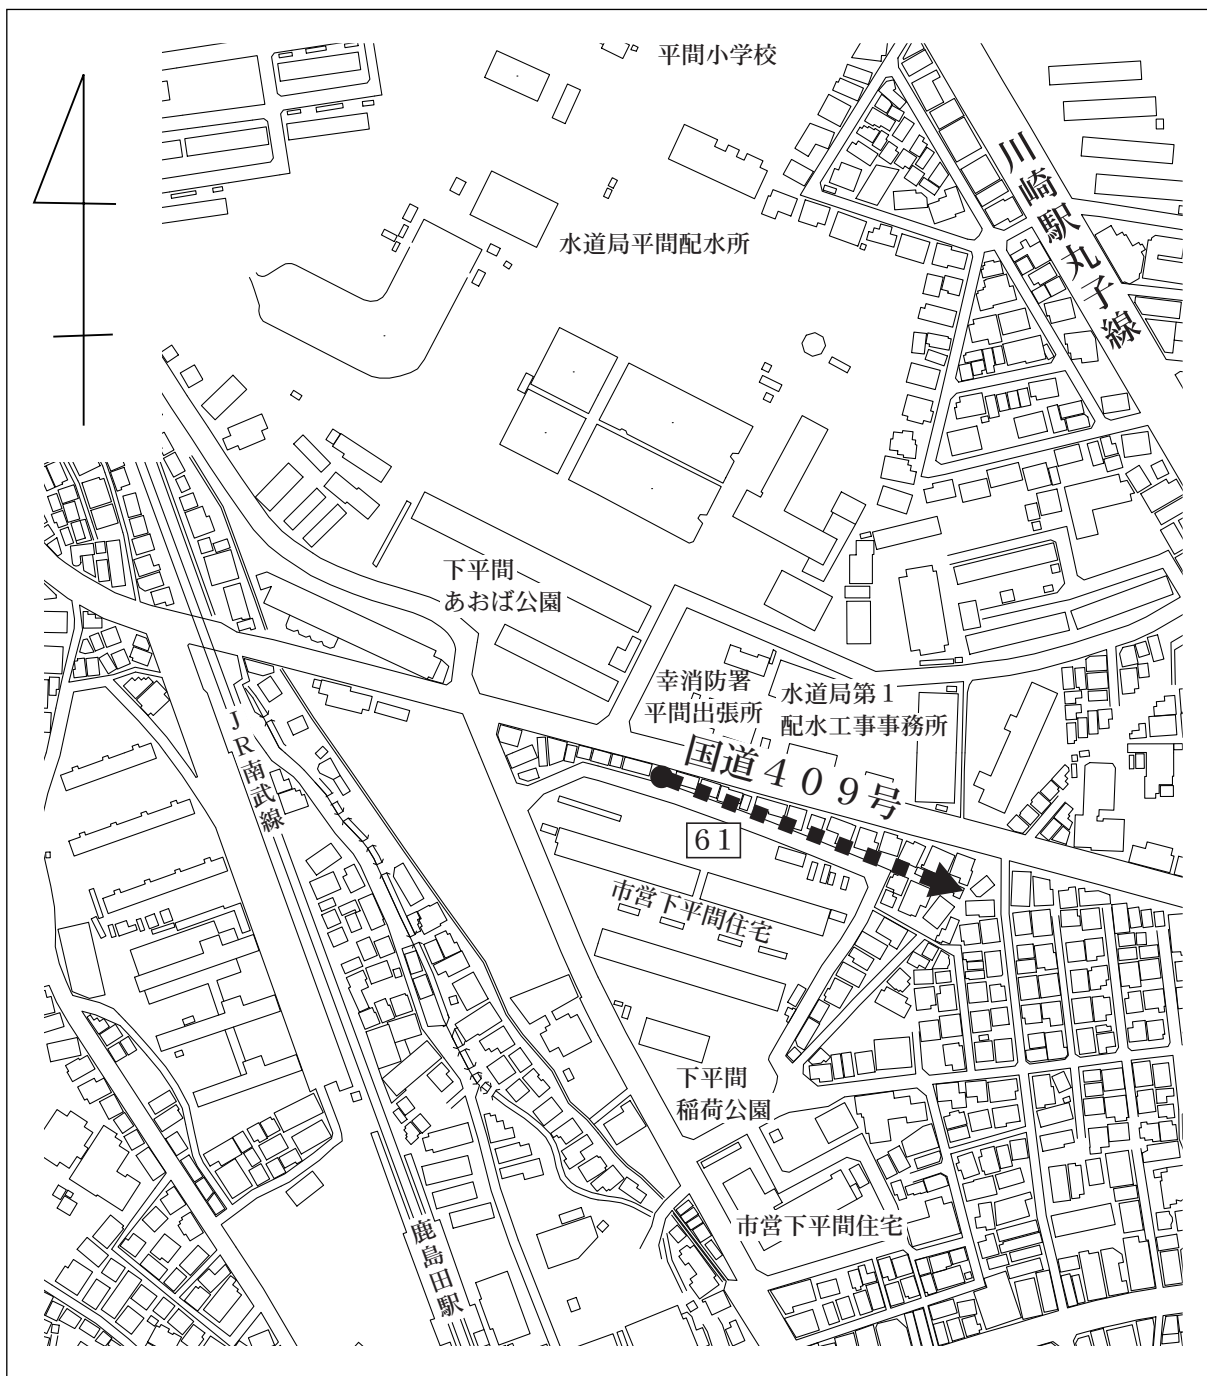 平間小学校
川崎駅丸子線
水道局平間配水所
下平間
あおば公園
幸消防署
平間出張所
水道局第1
配水工事事務所
国道409号
JR南武線
61
市営下平間住宅
下平間
稲荷公園
市営下平間住宅
鹿島田駅